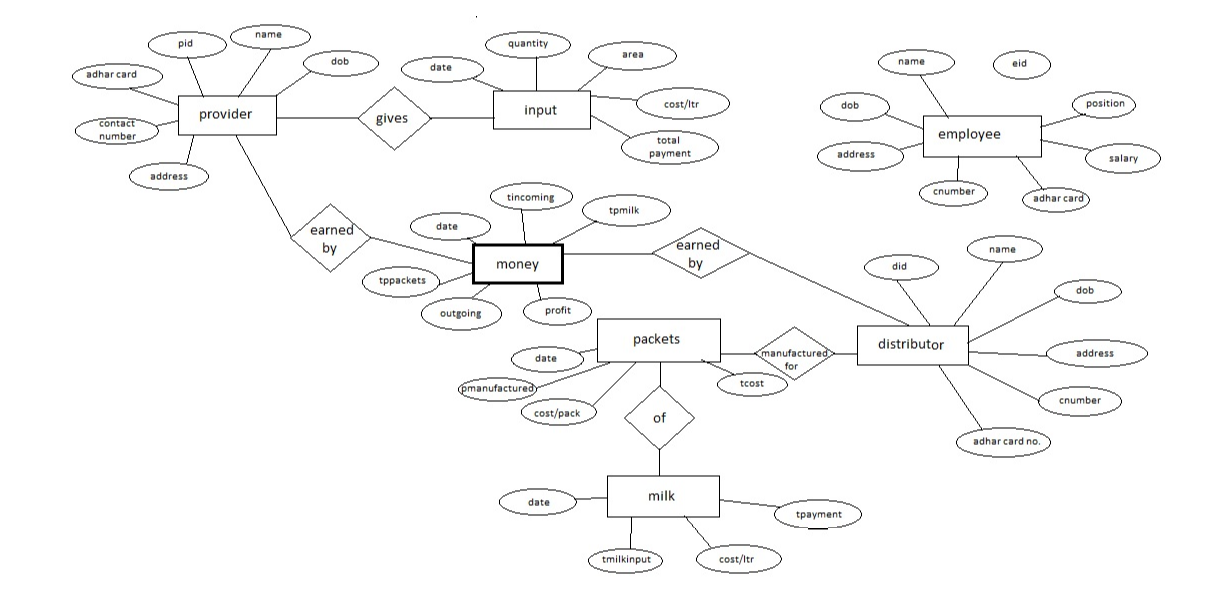 name
pid
dob
adhar card
provider
contact
number
address
gives
quantity
date
area
input
cost/ltr
total
payment
name
eid
dob
position
employee
address
salary
cnumber
adhar card
tincoming
date
tpmilk
earned
by
money
tppackets
outgoing
profit
earned
by
name
did
dob
distributor
address
cnumber
adhar card no.
packets
manufactured
for
date
tcost
pmanufactured
cost/pack
of
milk
date
tpayment
tmilkinput
cost/ltr